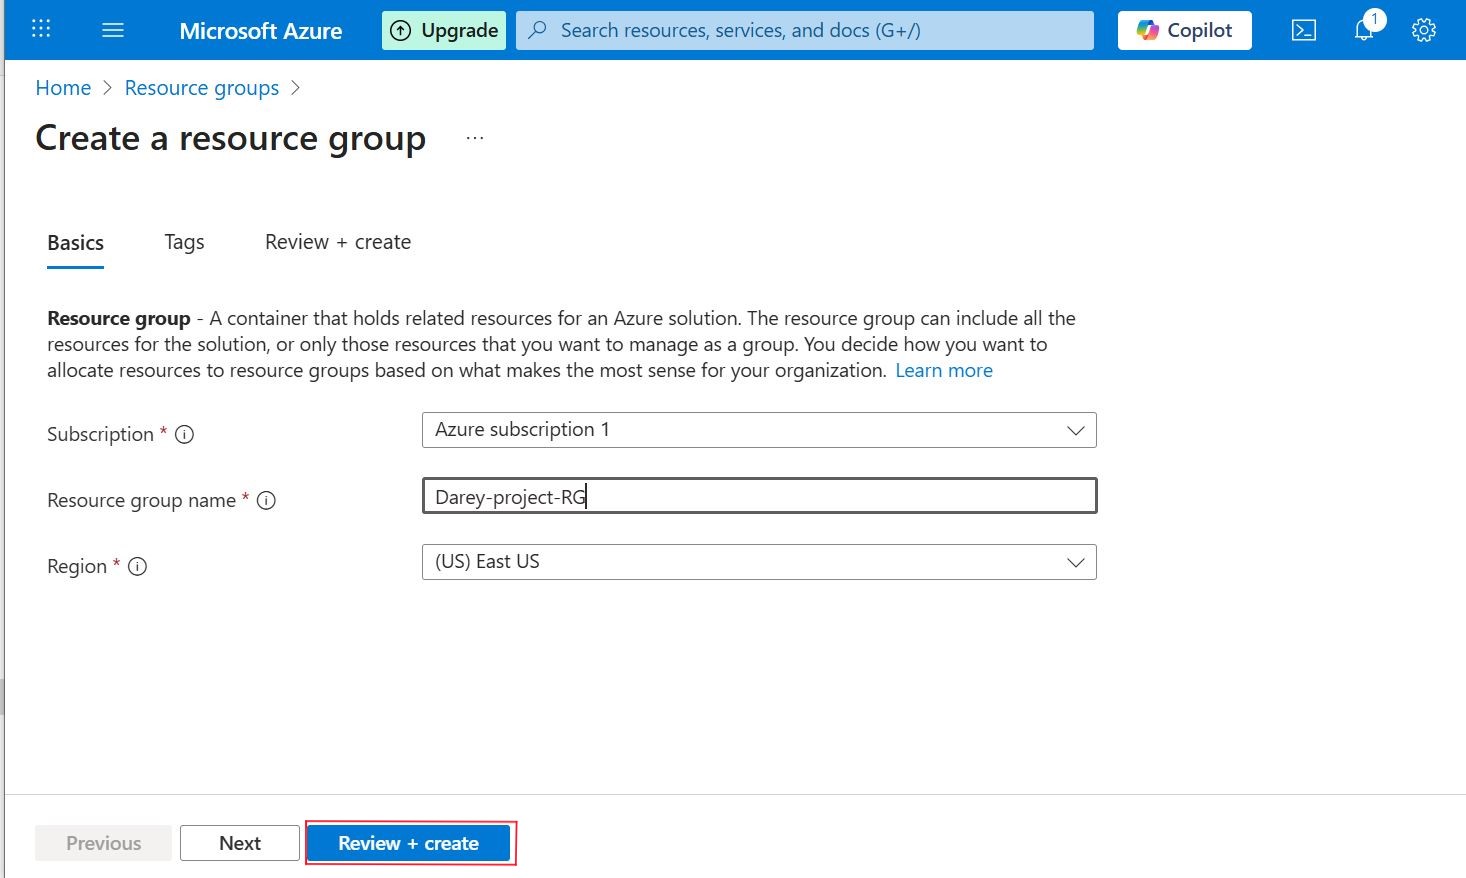 Microsoft Azure
Upgrade
Search resources, services, and docs (G+/)
Copilot
1
Home > Resource groups >
Create a resource group ...
Basics
Tags
Review + create
Resource group - A container that holds related resources for an Azure solution. The resource group can include all the
resources for the solution, or only those resources that you want to manage as a group. You decide how you want to
allocate resources to resource groups based on what makes the most sense for your organization. Learn more
Subscription *
Azure subscription 1
Resource group name *
Darey-project-RG
Region *
(US) East US
Previous
Next
Review + create